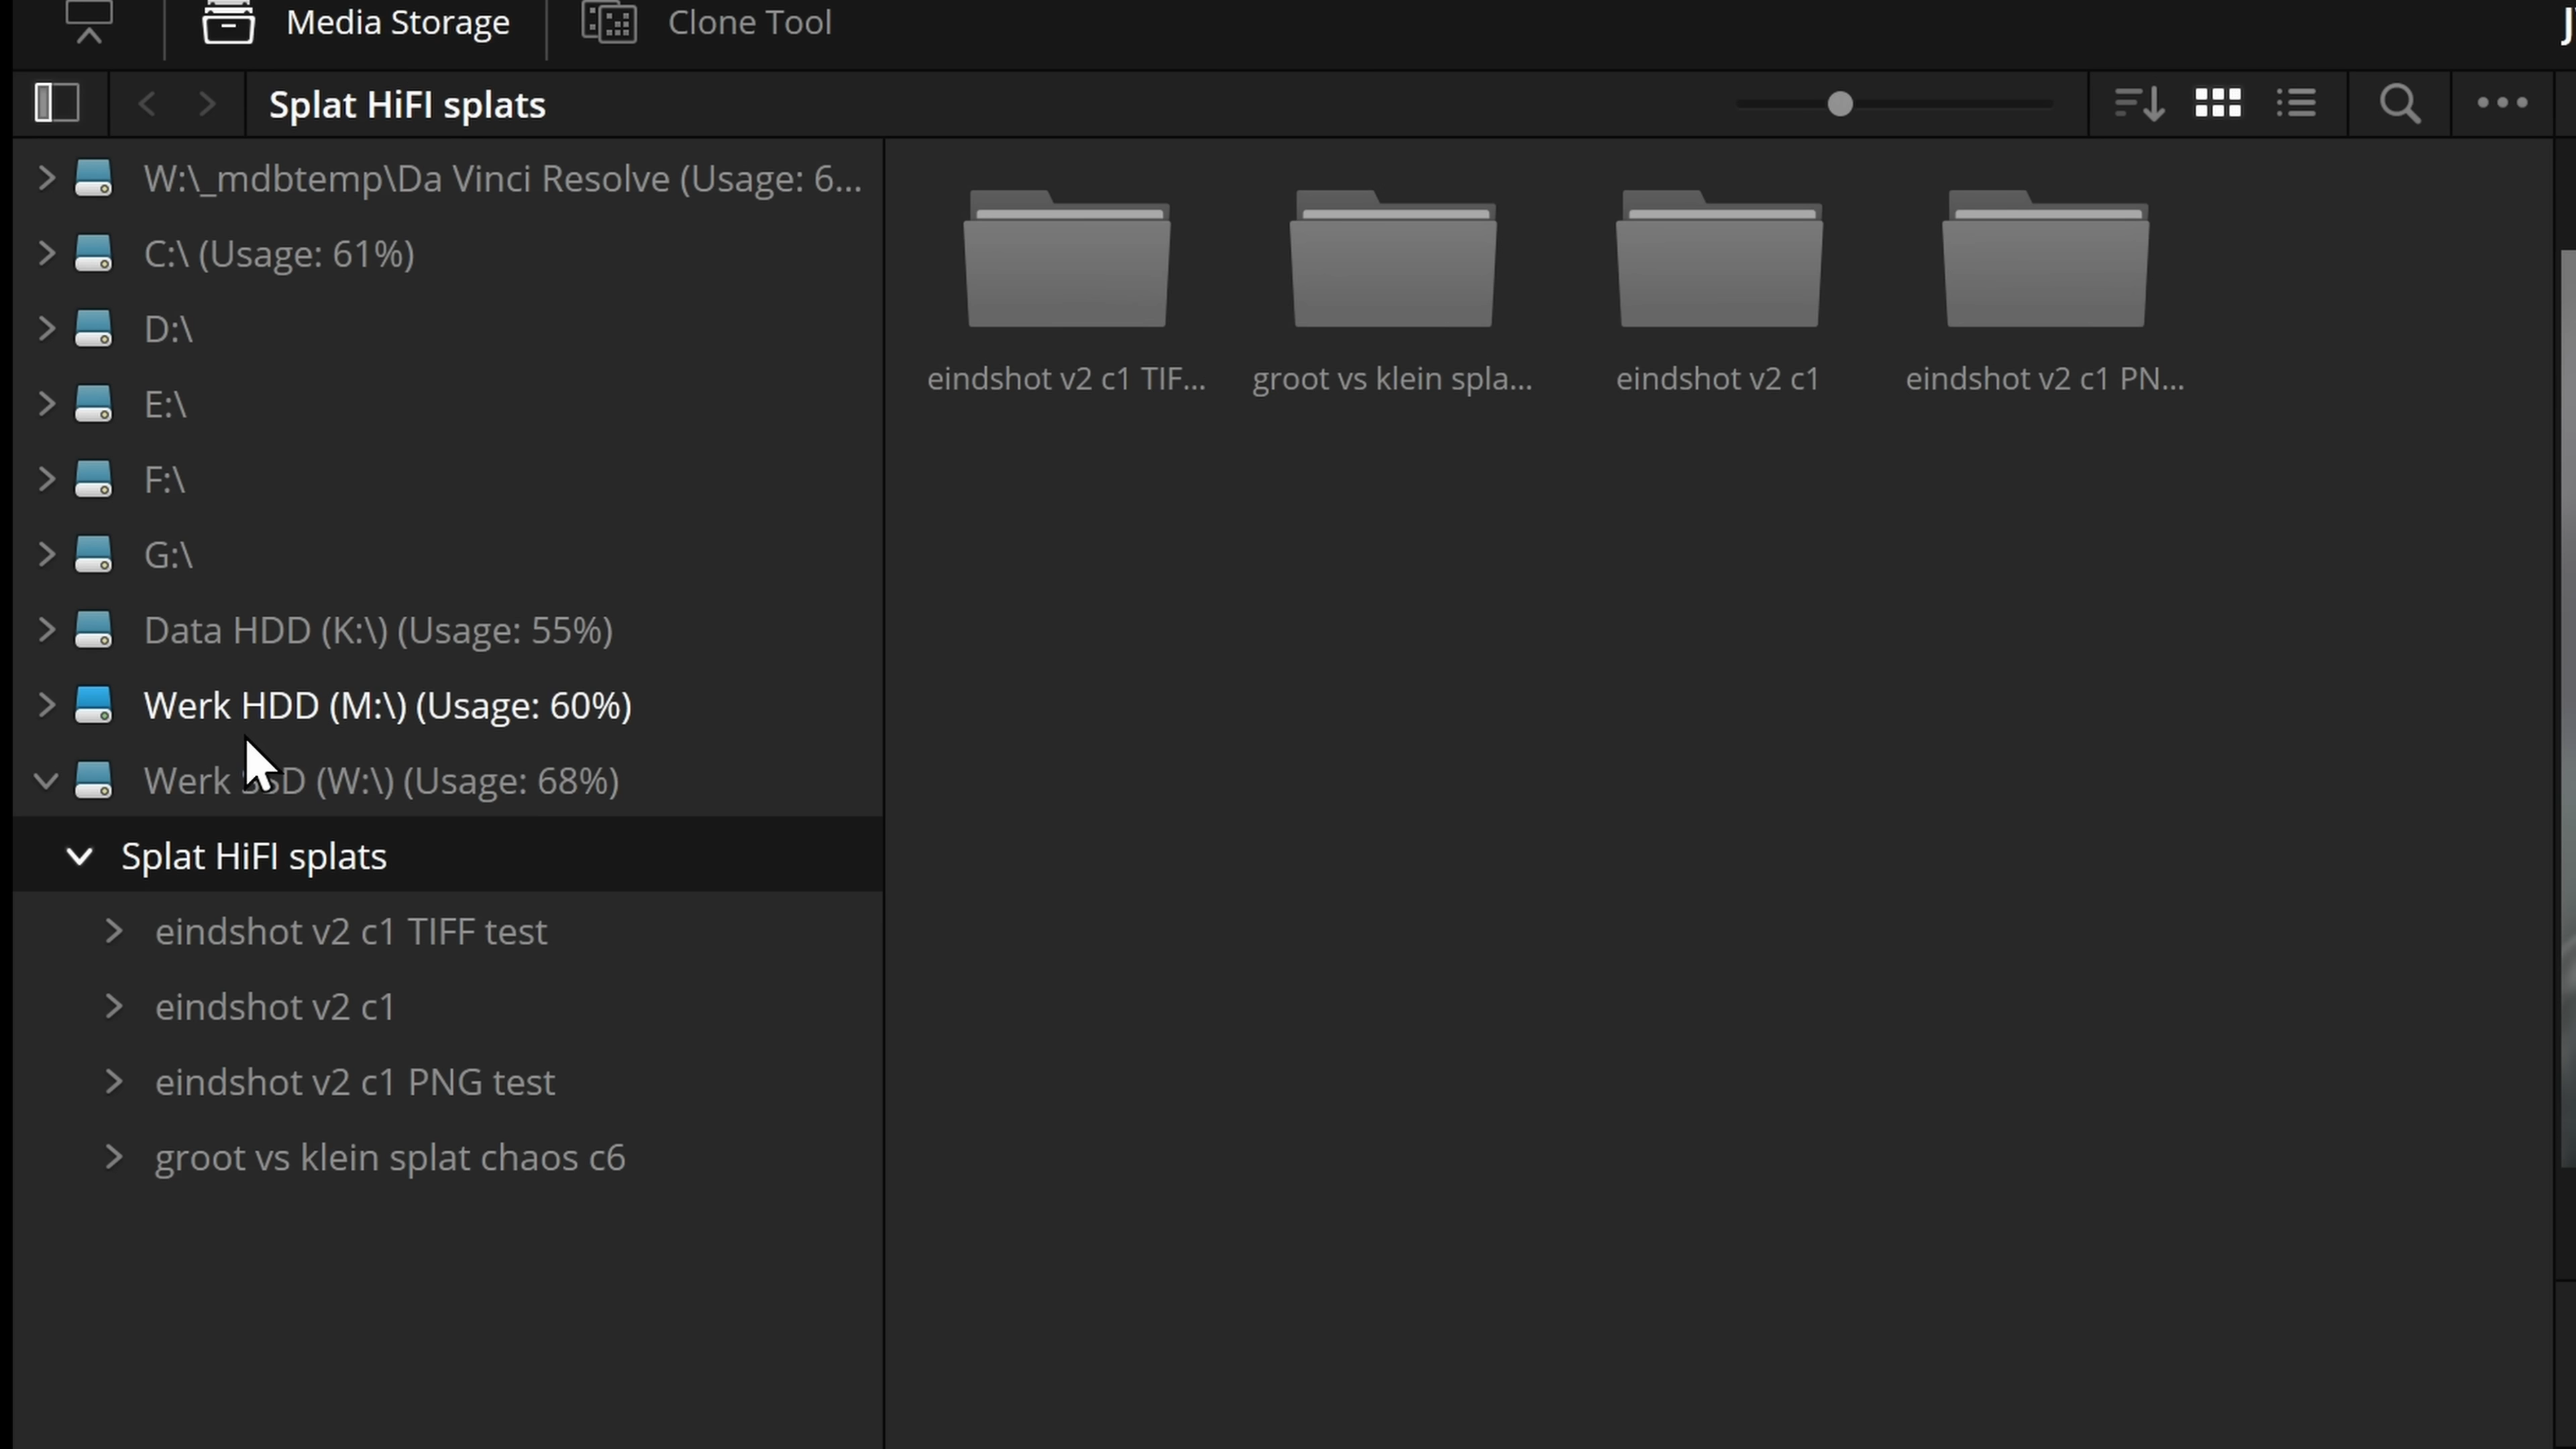 Media Storage
Clone Tool
Splat HiFI splats
W:\_mdbtemp\Da Vinci Resolve (Usage: 6...
C:\ (Usage: 61%)
D:\
E:\
F:\
G:\
Data HDD (K:\) (Usage: 55%)
Werk HDD (M:\) (Usage: 60%)
Werk SSD (W:\) (Usage: 68%)
Splat HiFI splats
eindshot v2 c1 TIFF test
eindshot v2 c1
eindshot v2 c1 PNG test
groot vs klein splat chaos c6
eindshot v2 c1 TIF...
groot vs klein spla...
eindshot v2 c1
eindshot v2 c1 PN...